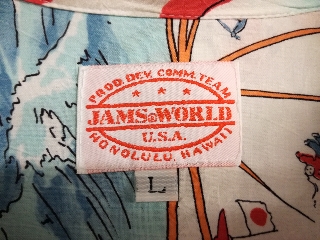 PROD. DEV. COMM. TEAM
JAMS WORLD
U.S.A.
HONOLULU, HAWAII
L